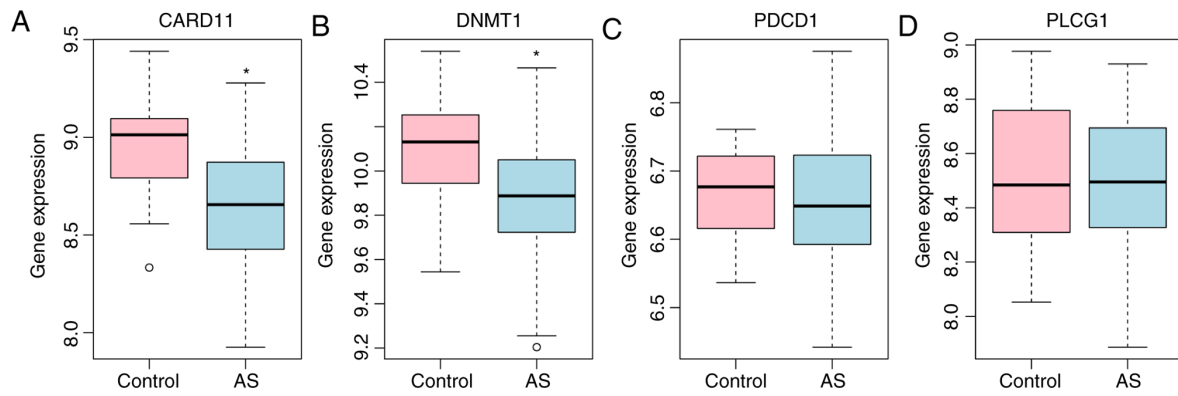 A CARD11
Gene expression
9.5
9.0
8.5
8.0
*
Control AS
B DNMT1
Gene expression
10.4
10.0
9.8
9.6
9.4
9.2
*
Control AS
C PDCD1
Gene expression
6.8
6.7
6.6
6.5
Control AS
D PLCG1
Gene expression
9.0
8.8
8.6
8.4
8.2
8.0
Control AS